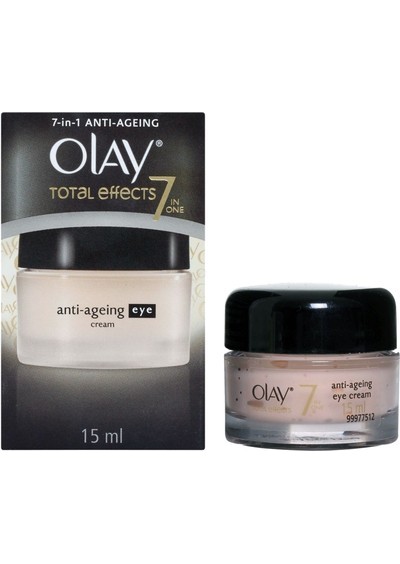 7-in-1 ANTI-AGEING
OLAY®
TOTAL EFFECTS 7 IN ONE
anti-ageing eye
cream
15 ml
OLAY® 7
anti-ageing
eye cream
15 ml
99977512